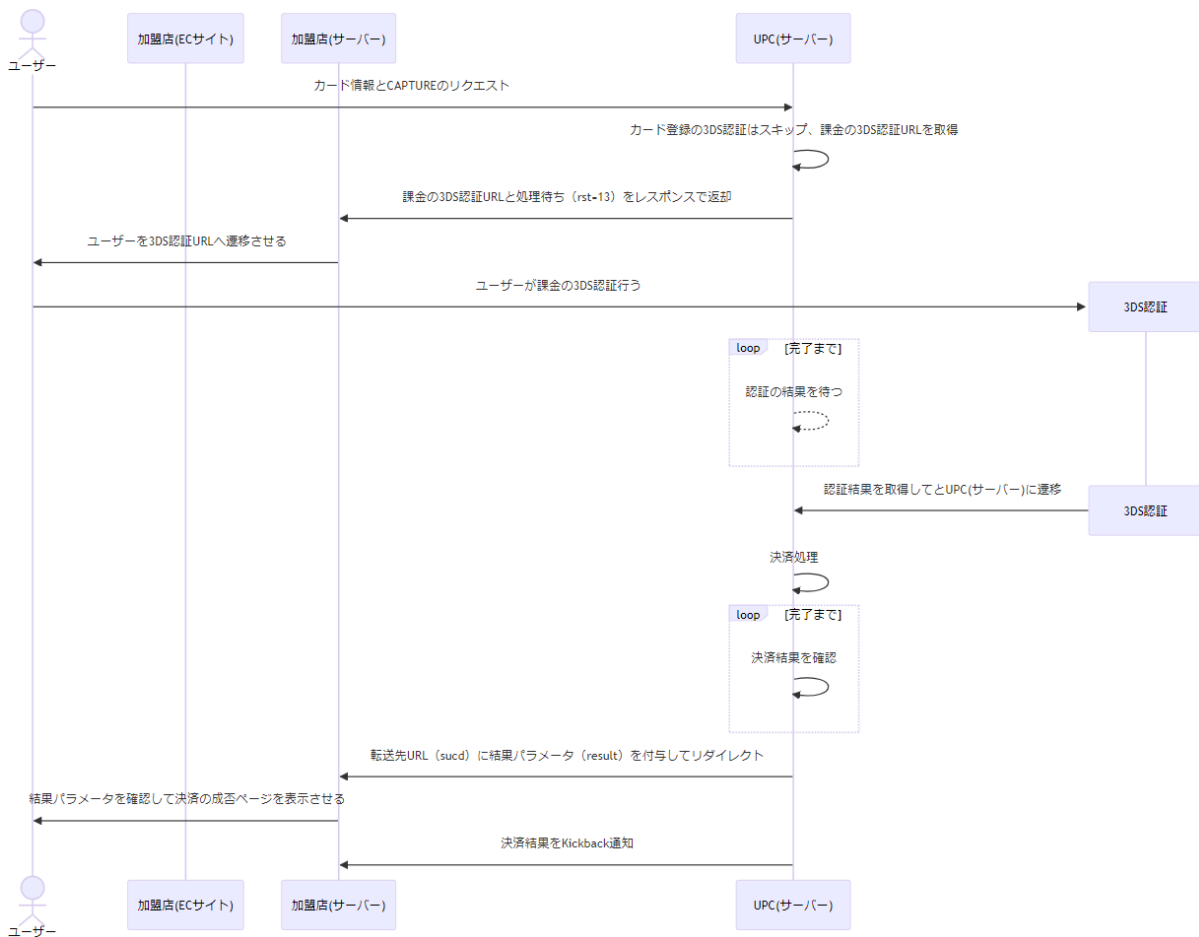 ユーザー
加盟店(ECサイト)
加盟店(サーバー)
UPC(サーバー)
カード情報とCAPTUREのリクエスト
カード登録の3DS認証はスキップ、課金の3DS認証URLを取得
課金の3DS認証URLと処理待ち（rst=13）をレスポンスで返却
ユーザーを3DS認証URLへ遷移させる
ユーザーが課金の3DS認証行う
3DS認証
loop
[完了まで]
認証の結果を待つ
認証結果を取得してとUPC(サーバー)に遷移
3DS認証
決済処理
loop
[完了まで]
決済結果を確認
転送先URL（sucd）に結果パラメータ（result）を付与してリダイレクト
結果パラメータを確認して決済の成否ページを表示させる
決済結果をKickback通知
ユーザー
加盟店(ECサイト)
加盟店(サーバー)
UPC(サーバー)